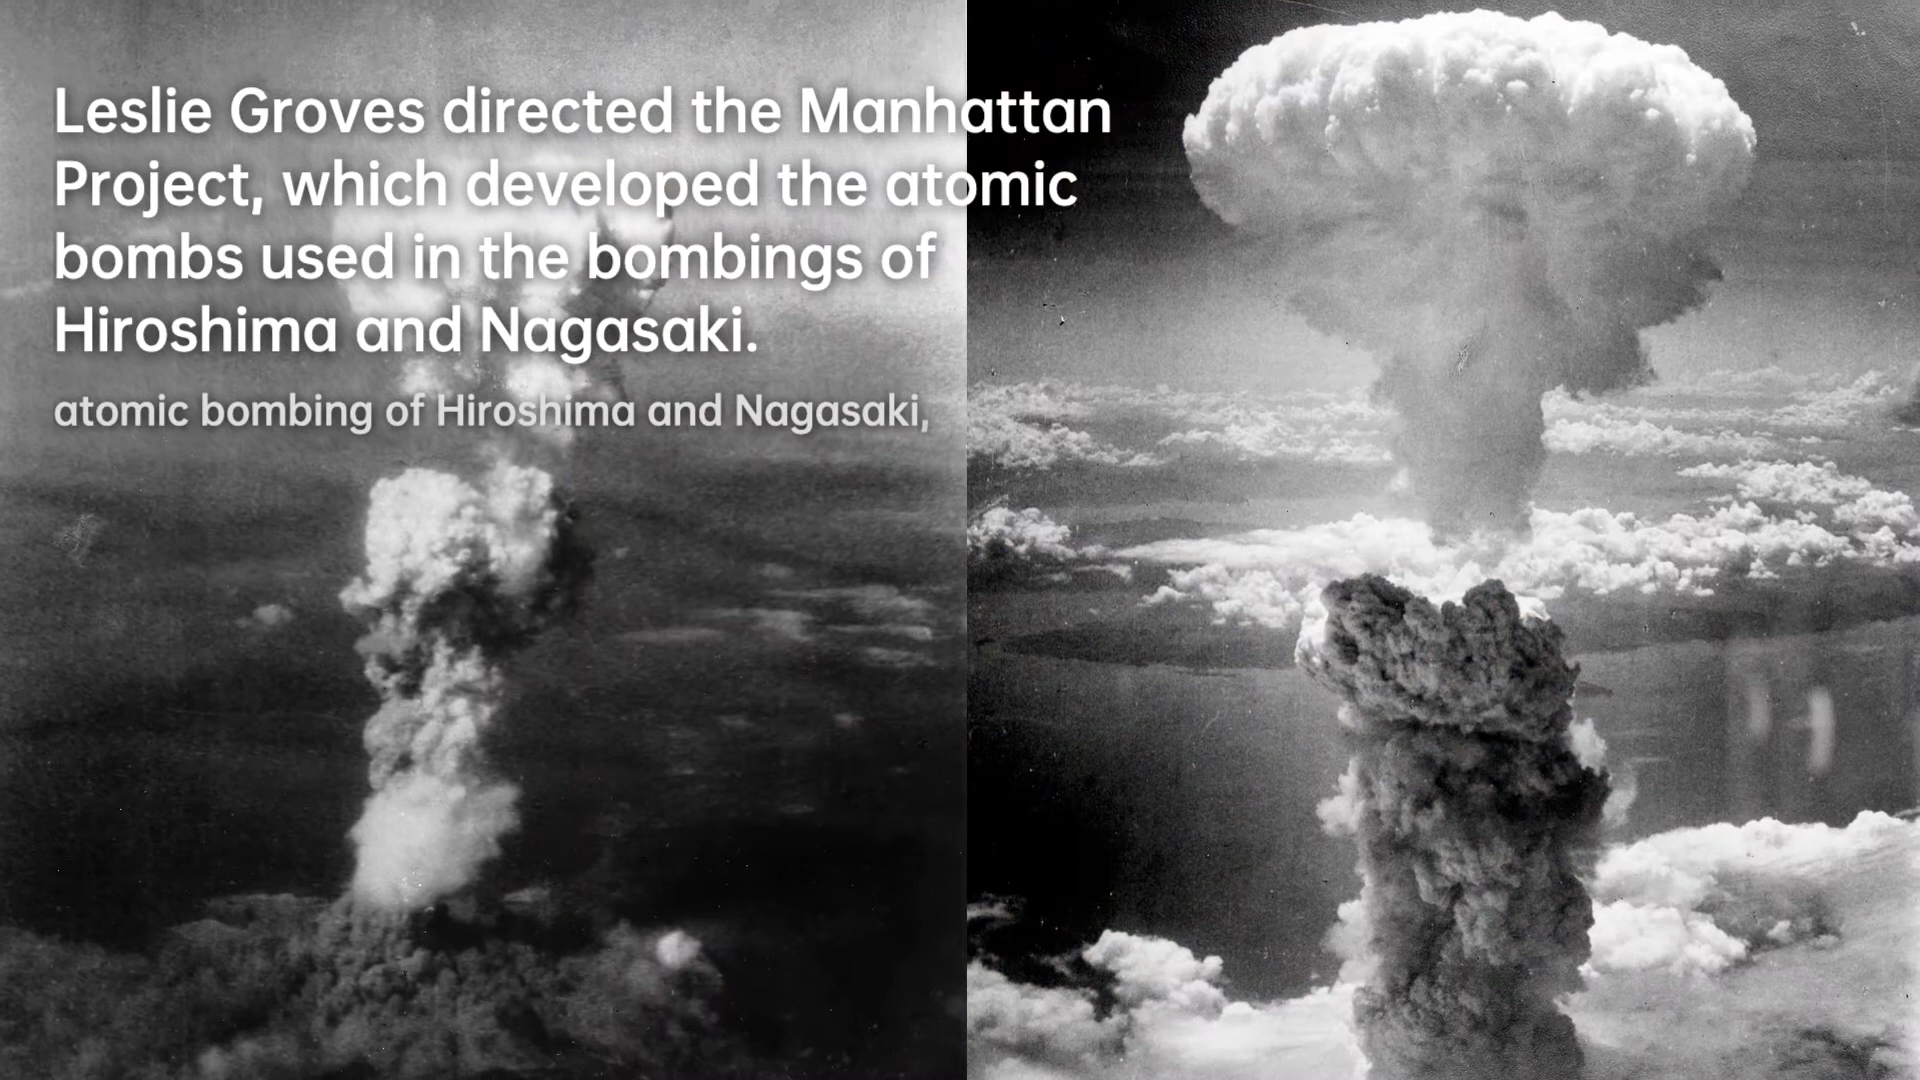 Leslie Groves directed the Manhattan
Project, which developed the atomic
bombs used in the bombings of
Hiroshima and Nagasaki.
atomic bombing of Hiroshima and Nagasaki,